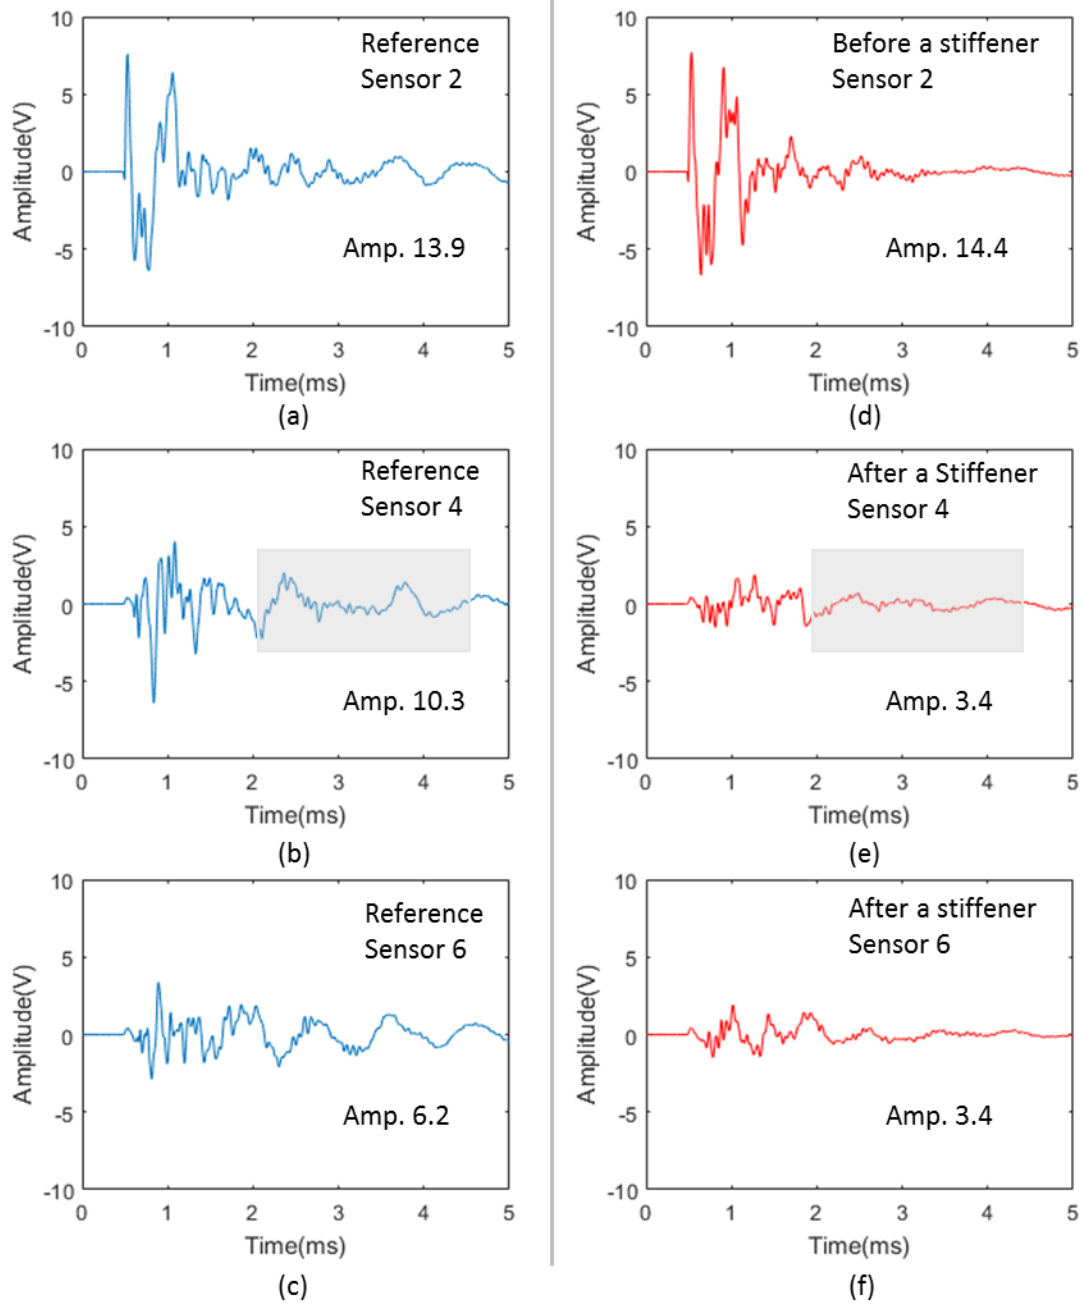 10
5
0
-5
-10
Amplitude(V)
Reference
Sensor 2
Amp. 13.9
0 1 2 3 4 5
Time(ms)
(a)
10
5
0
-5
-10
Amplitude(V)
Before a stiffener
Sensor 2
Amp. 14.4
0 1 2 3 4 5
Time(ms)
(d)
10
5
0
-5
-10
Amplitude(V)
Reference
Sensor 4
Amp. 10.3
0 1 2 3 4 5
Time(ms)
(b)
10
5
0
-5
-10
Amplitude(V)
After a Stiffener
Sensor 4
Amp. 3.4
0 1 2 3 4 5
Time(ms)
(e)
10
5
0
-5
-10
Amplitude(V)
Reference
Sensor 6
Amp. 6.2
0 1 2 3 4 5
Time(ms)
(c)
10
5
0
-5
-10
Amplitude(V)
After a stiffener
Sensor 6
Amp. 3.4
0 1 2 3 4 5
Time(ms)
(f)